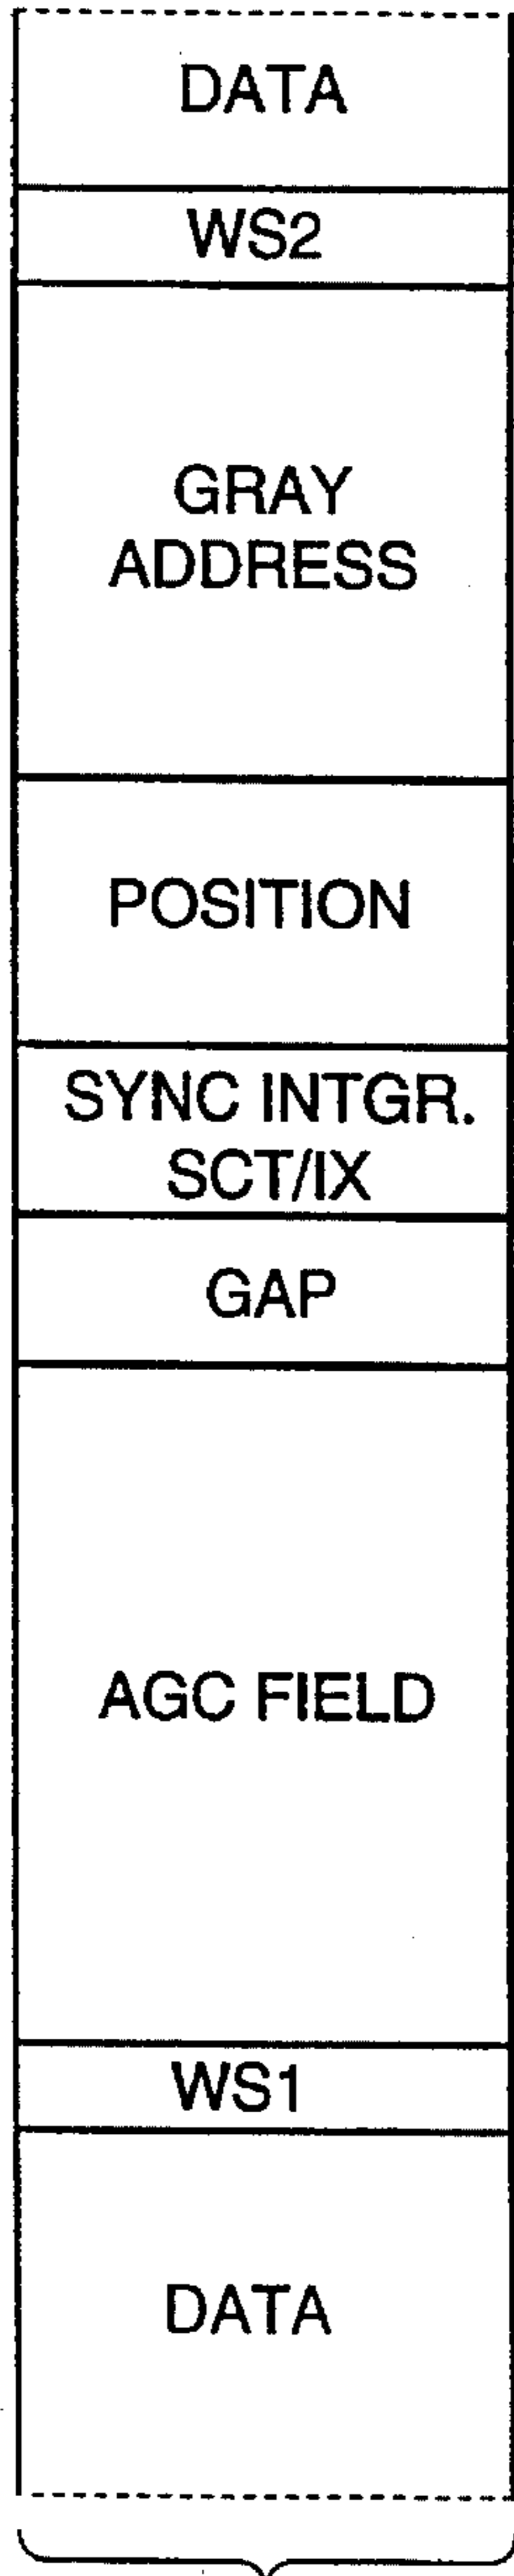 DATA
WS2
GRAY
ADDRESS
POSITION
SYNC INTGR.
SCT/IX
GAP
AGC FIELD
WS1
DATA